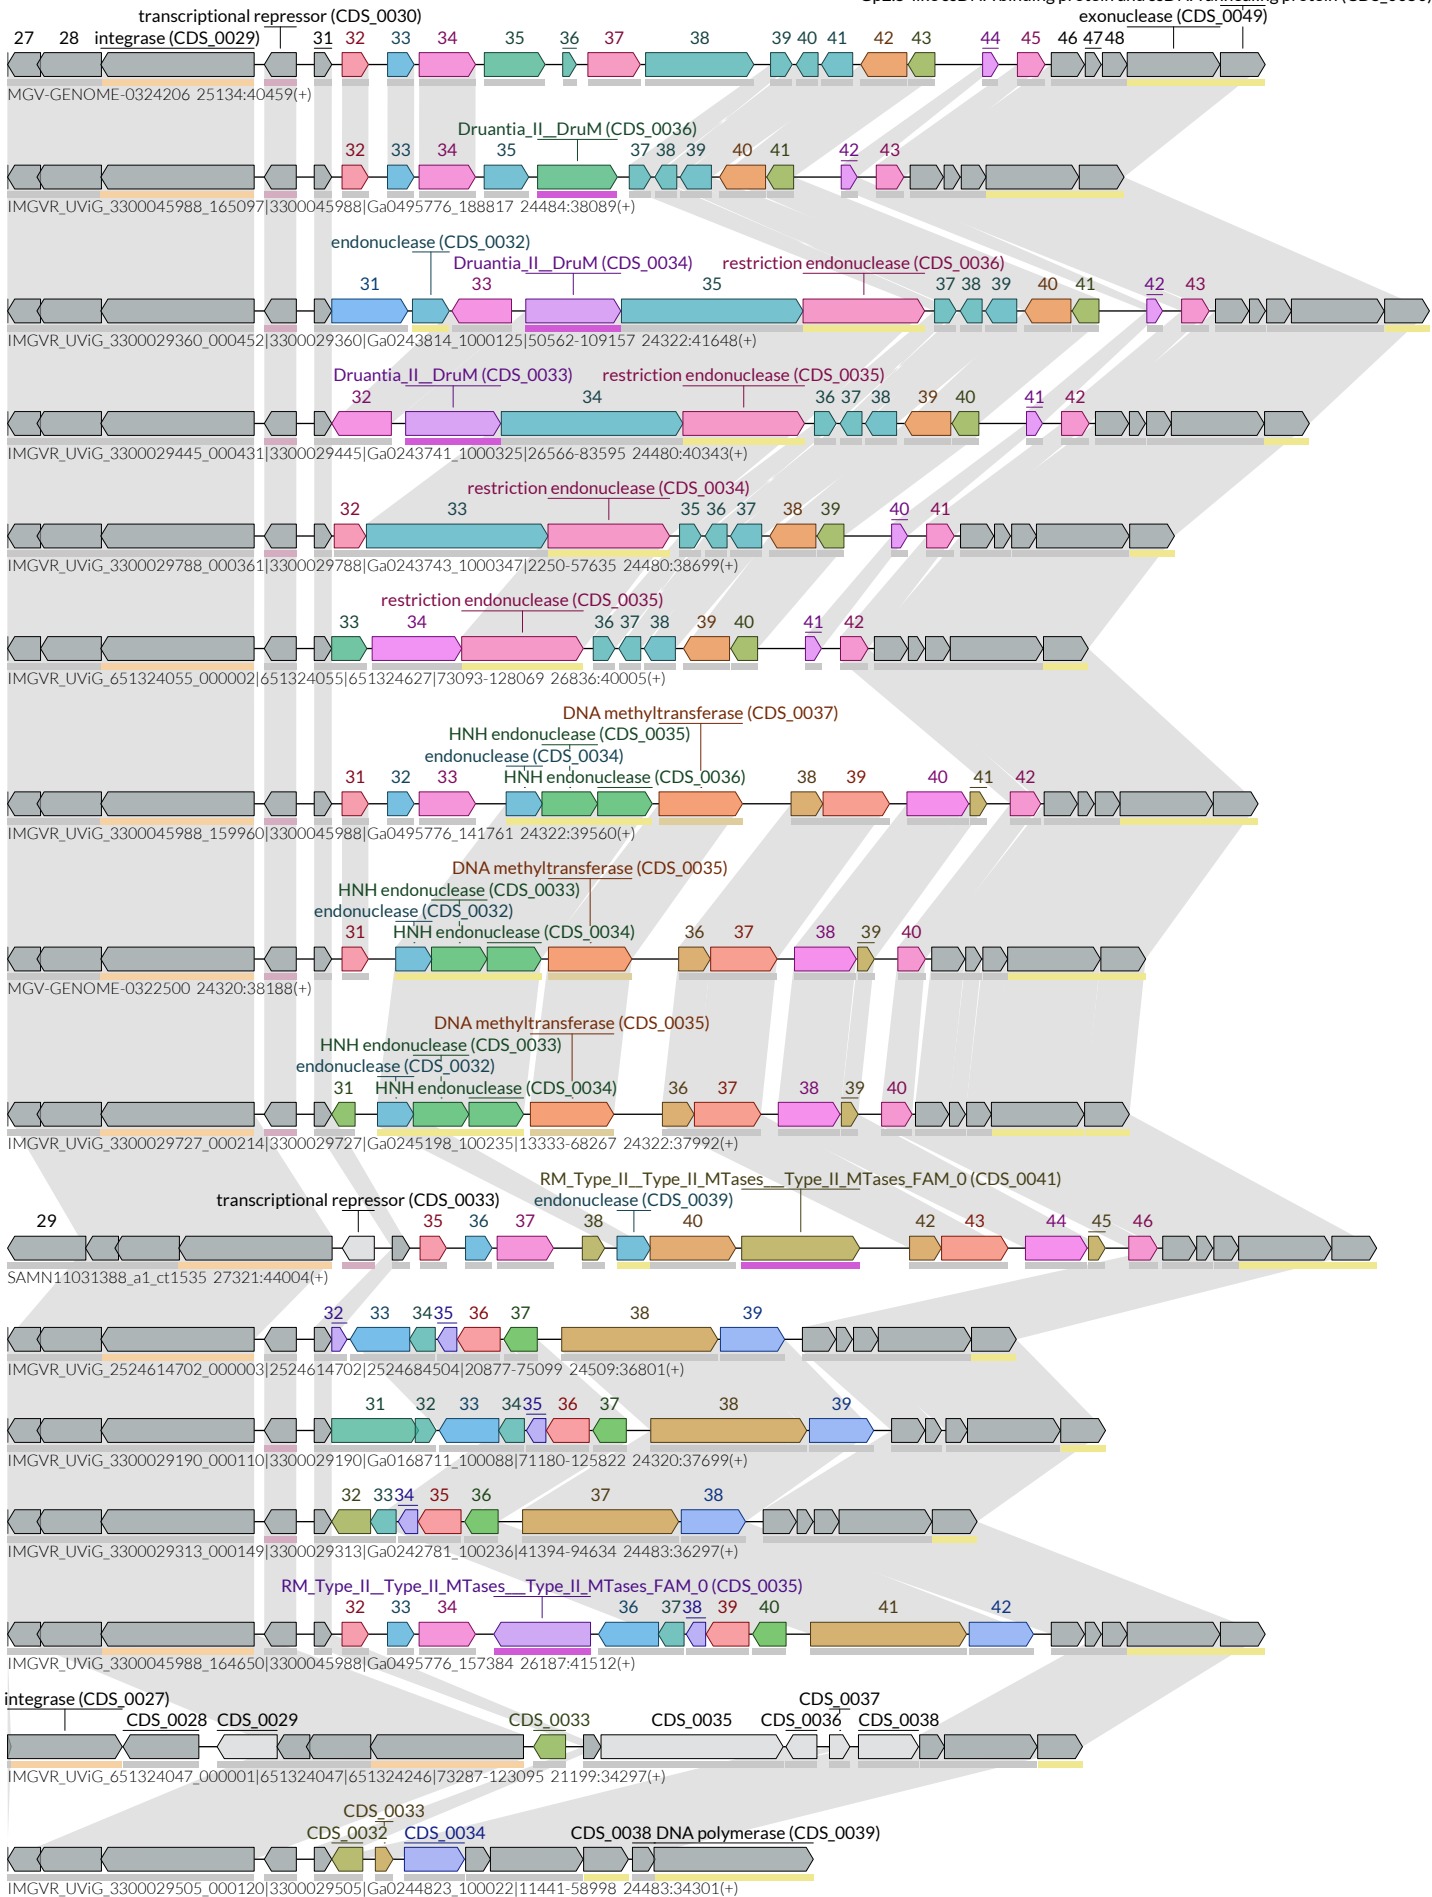 transcriptional repressor (CDS_0030) exonuclease (CDS_0049)
27 28 integrase (CDS_0029) 31 32 33 34 35 36 37 38 39 40 41 42 43 44 45 46 47 48
MGV-GENOME-0324206 25134:40459(+)
Druantia_II__DruM (CDS_0036)
32 33 34 35 37 38 39 40 41 42 43
IMGVR_UViG_3300045988_165097|3300045988|Ga0495776_188817 24484:38089(+)
endonuclease (CDS_0032)
Druantia_II__DruM (CDS_0034) restriction endonuclease (CDS_0036)
31 33 35 37 38 39 40 41 42 43
IMGVR_UViG_3300029360_000452|3300029360|Ga0243814_1000125|50562-109157 24322:41648(+)
Druantia_II__DruM (CDS_0033) restriction endonuclease (CDS_0035)
32 34 36 37 38 39 40 41 42
IMGVR_UViG_3300029445_000431|3300029445|Ga0243741_1000325|26566-83595 24480:40343(+)
restriction endonuclease (CDS_0034)
32 33 35 36 37 38 39 40 41
IMGVR_UViG_3300029788_000361|3300029788|Ga0243743_1000347|2250-57635 24480:38699(+)
restriction endonuclease (CDS_0035)
33 34 36 37 38 39 40 41 42
IMGVR_UViG_651324055_000002|651324055|651324627|73093-128069 26836:40005(+)
DNA methyltransferase (CDS_0037)
HNH endonuclease (CDS_0035)
endonuclease (CDS_0034)
31 32 33 HNH endonuclease (CDS_0036) 38 39 40 41 42
IMGVR_UViG_3300045988_159960|3300045988|Ga0495776_141761 24322:39560(+)
DNA methyltransferase (CDS_0035)
HNH endonuclease (CDS_0033)
endonuclease (CDS_0032)
31 HNH endonuclease (CDS_0034) 36 37 38 39 40
MGV-GENOME-0322500 24320:38188(+)
DNA methyltransferase (CDS_0035)
HNH endonuclease (CDS_0033)
endonuclease (CDS_0032)
31 HNH endonuclease (CDS_0034) 36 37 38 39 40
IMGVR_UViG_3300029727_000214|3300029727|Ga0245198_100235|13333-68267 24322:37992(+)
RM_Type_II__Type_II_MTases___Type_II_MTases_FAM_0 (CDS_0041)
transcriptional repressor (CDS_0033) endonuclease (CDS_0039)
29 35 36 37 38 40 42 43 44 45 46
SAMN11031388_a1_ct1535 27321:44004(+)
32 33 34 35 36 37 38 39
IMGVR_UViG_2524614702_000003|2524614702|2524684504|20877-75099 24509:36801(+)
31 32 33 34 35 36 37 38 39
IMGVR_UViG_3300029190_000110|3300029190|Ga0168711_100088|71180-125822 24320:37699(+)
32 33 34 35 36 37 38
IMGVR_UViG_3300029313_000149|3300029313|Ga0242781_100236|41394-94634 24483:36297(+)
RM_Type_II__Type_II_MTases___Type_II_MTases_FAM_0 (CDS_0035)
32 33 34 36 37 38 39 40 41 42
IMGVR_UViG_3300045988_164650|3300045988|Ga0495776_157384 26187:41512(+)
integrase (CDS_0027) CDS_0037
CDS_0028 CDS_0029 CDS_0033 CDS_0035 CDS_0036 CDS_0038
IMGVR_UViG_651324047_000001|651324047|651324246|73287-123095 21199:34297(+)
CDS_0033
CDS_0032 CDS_0034 CDS_0038 DNA polymerase (CDS_0039)
IMGVR_UViG_3300029505_000120|3300029505|Ga0244823_100022|11441-58998 24483:34301(+)